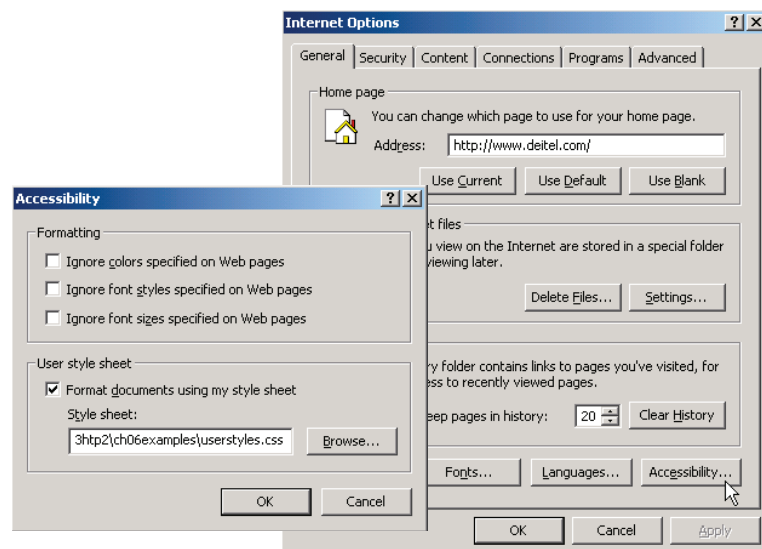 Internet Options
General Security Content Connections Programs Advanced
Home page
You can change which page to use for your home page.
Address: http://www.deitel.com/
Use Current Use Default Use Blank
t files
u view on the Internet are stored in a special folder
viewing later.
Delete Files... Settings...
ry folder contains links to pages you've visited, for
ess to recently viewed pages.
eep pages in history: 20 Clear History
Fonts... Languages... Accessibility...
OK Cancel Apply
Accessibility
Formatting
Ignore colors specified on Web pages
Ignore font styles specified on Web pages
Ignore font sizes specified on Web pages
User style sheet
Format documents using my style sheet
Style sheet:
3htp2\ch06examples\userstyles.css Browse...
OK Cancel